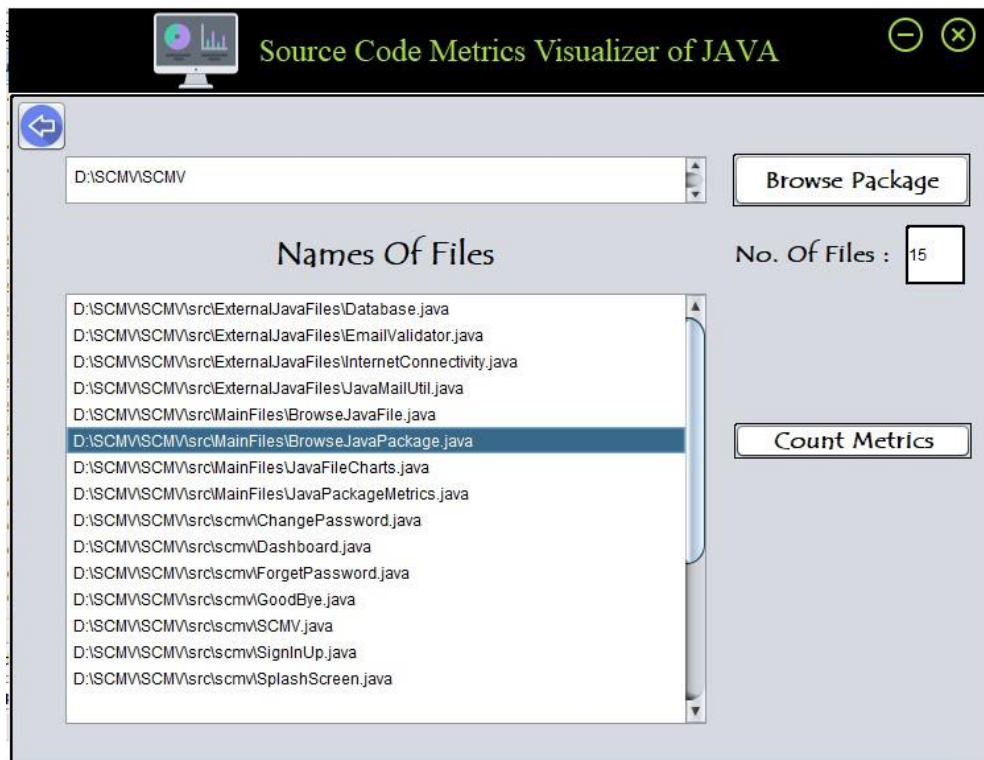 Source Code Metrics Visualizer of JAVA
D:\SCMV\SCMV
Browse Package
Names Of Files
No. Of Files : 15
D:\SCMV\SCMV\src\ExternalJavaFiles\Database.java
D:\SCMV\SCMV\src\ExternalJavaFiles\EmailValidator.java
D:\SCMV\SCMV\src\ExternalJavaFiles\InternetConnectivity.java
D:\SCMV\SCMV\src\ExternalJavaFiles\JavaMailUtil.java
D:\SCMV\SCMV\src\MainFiles\BrowseJavaFile.java
D:\SCMV\SCMV\src\MainFiles\BrowseJavaPackage.java
Count Metrics
D:\SCMV\SCMV\src\MainFiles\JavaFileCharts.java
D:\SCMV\SCMV\src\MainFiles\JavaPackageMetrics.java
D:\SCMV\SCMV\src\scmv\ChangePassword.java
D:\SCMV\SCMV\src\scmv\Dashboard.java
D:\SCMV\SCMV\src\scmv\ForgetPassword.java
D:\SCMV\SCMV\src\scmv\GoodBye.java
D:\SCMV\SCMV\src\scmv\SCMV.java
D:\SCMV\SCMV\src\scmv\SignInUp.java
D:\SCMV\SCMV\src\scmv\SplashScreen.java